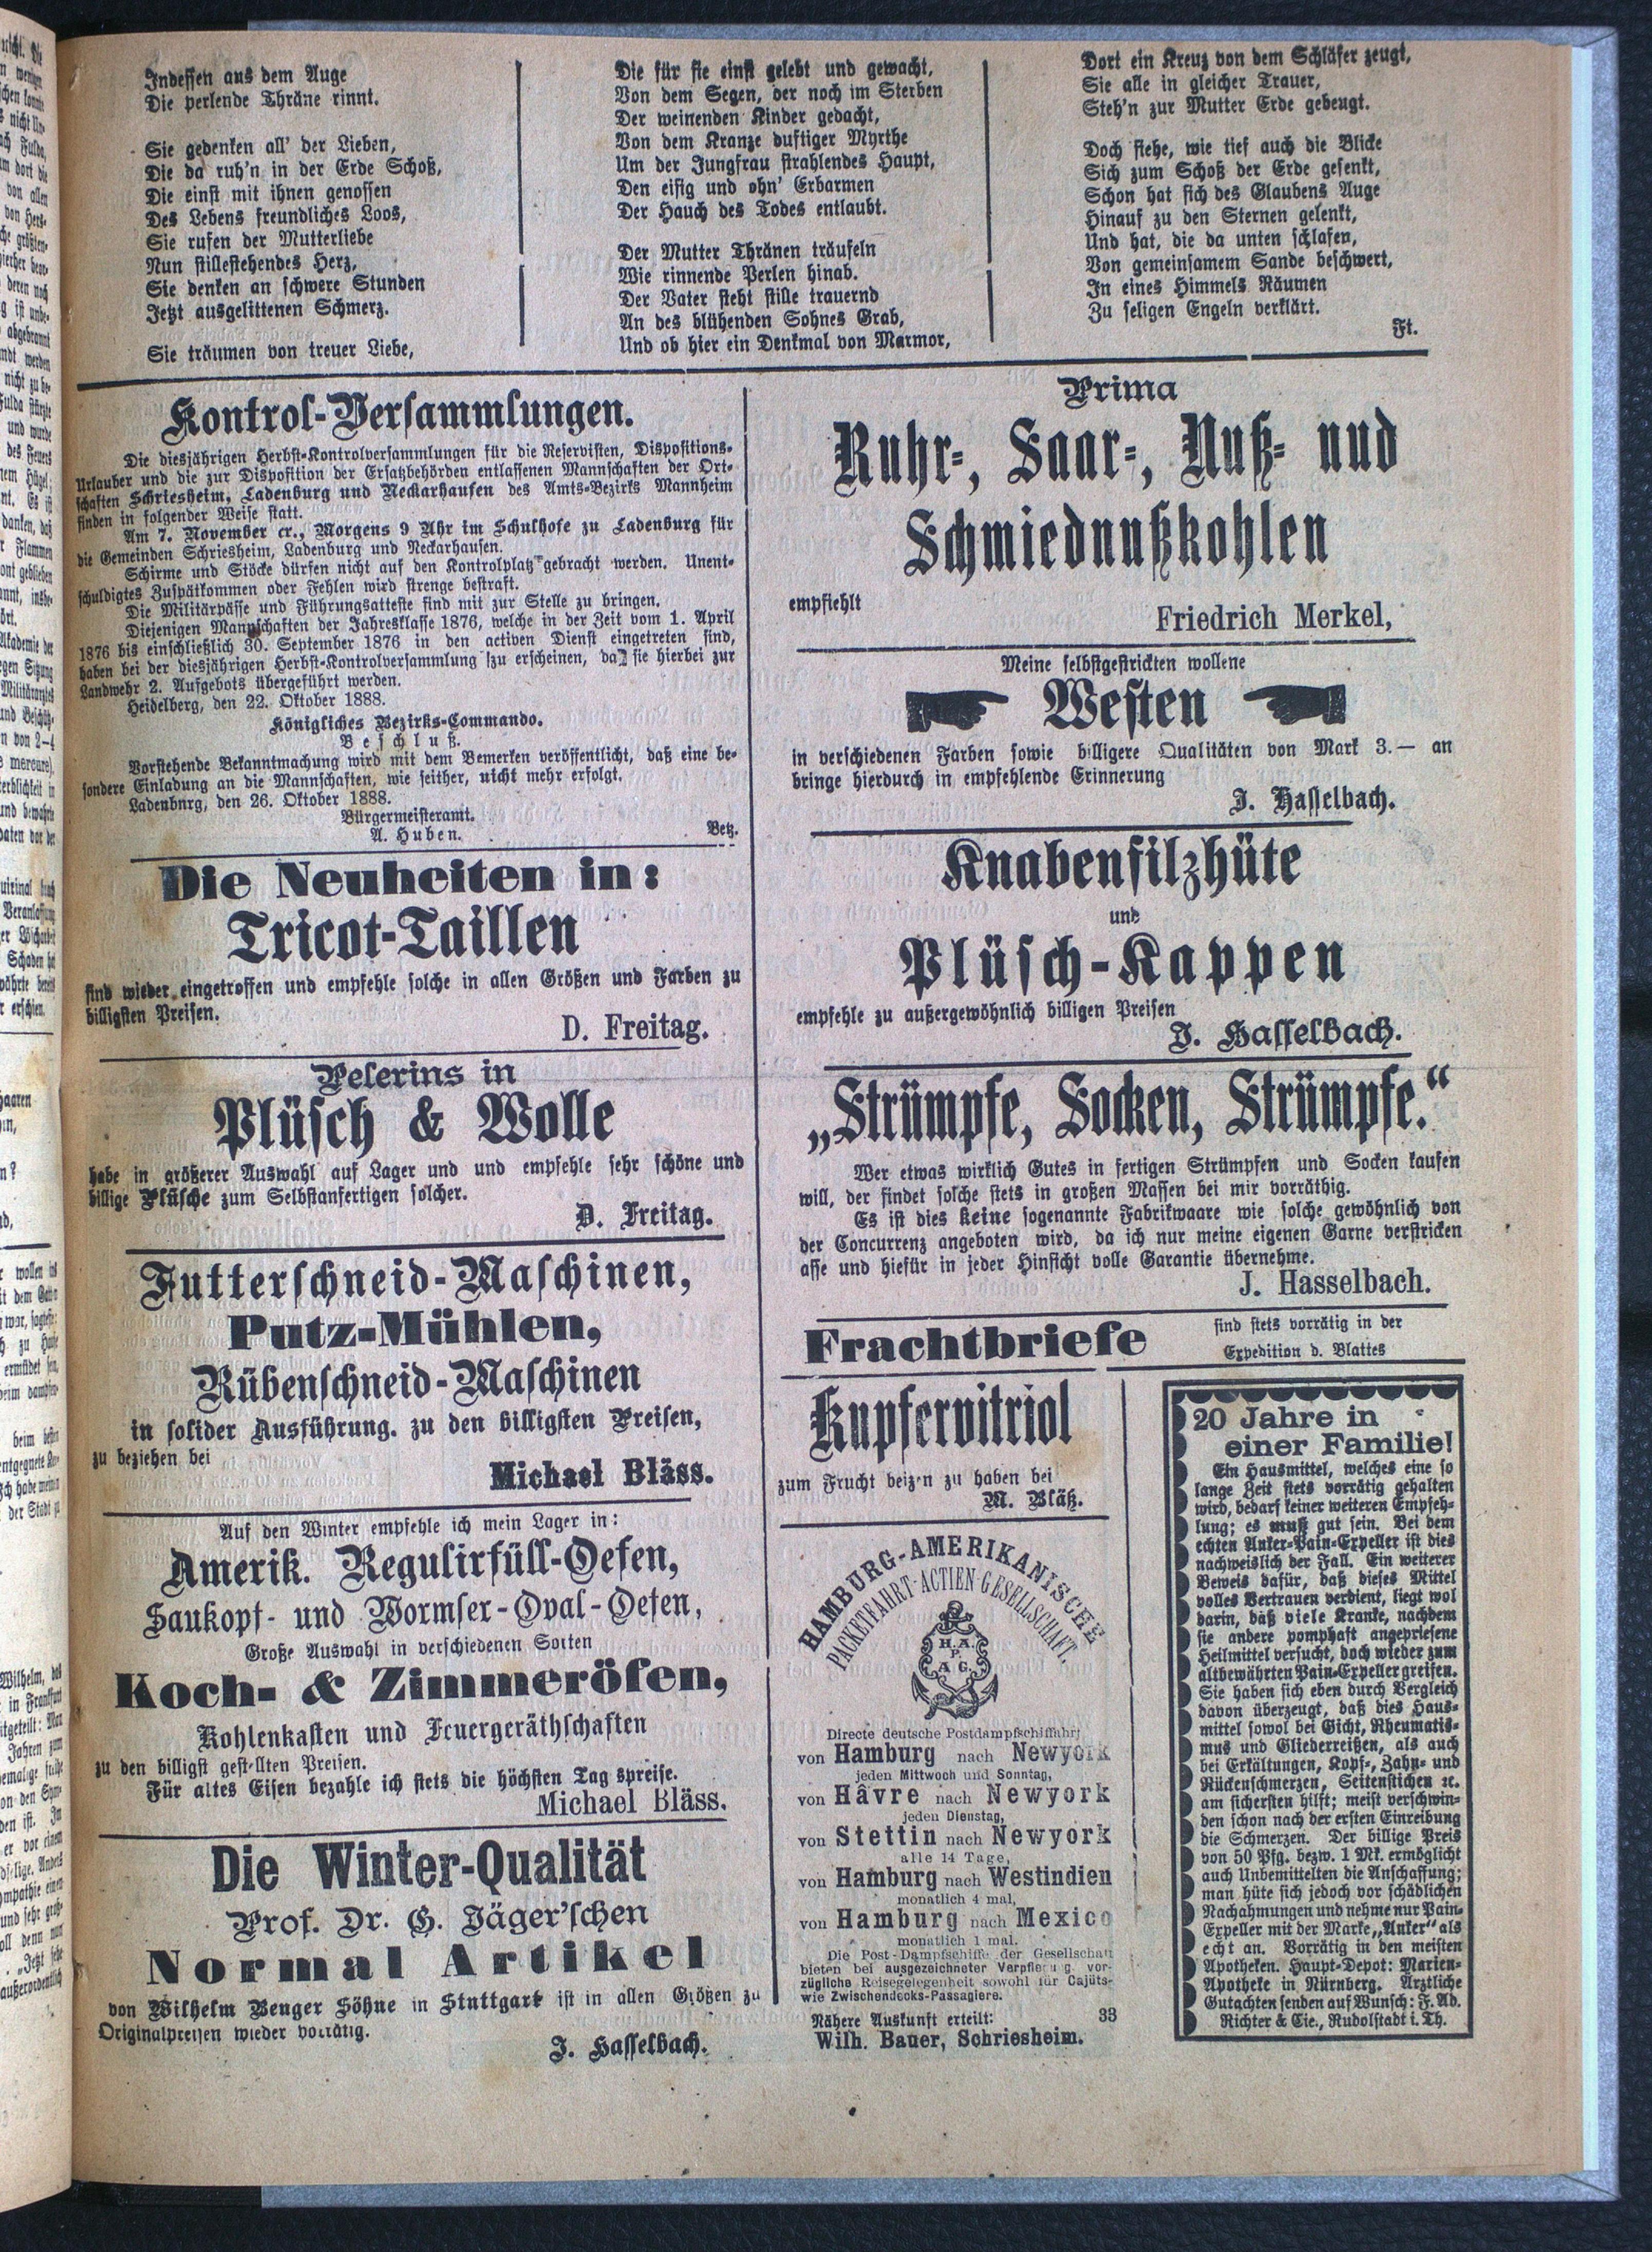 Indessen aus dem Auge
Die perlende Thräne rinnt.
Sie gedenken all' der Lieben,
Die da ruh'n in der Erde Schoß,
Die einst mit ihnen genossen
Des Lebens freundliches Loos,
Sie rufen der Mutterliebe
Nun stillestehendes Herz,
Sie denken an schwere Stunden
Jetzt ausgelittenen Schmerz.
Sie träumen von treuer Liebe,
Die für sie einst gelebt und gewacht,
Von dem Segen, der noch im Sterben
Der weinenden Kinder gedacht,
Von dem Kranze duftiger Myrthe
Um der Jungfrau strahlendes Haupt,
Den eisig und ohn' Erbarmen
Der Hauch des Todes entlaubt.
Der Mutter Thränen träufeln
Wie rinnende Perlen hinab.
Der Vater steht stille trauernd
An des blühenden Sohnes Grab,
Und ob hier ein Denkmal von Marmor,
Dort ein Kreuz von dem Schläfer zeugt,
Sie alle in gleicher Trauer,
Steh'n zur Mutter Erde gebeugt.
Doch siehe, wie tief auch die Blicke
Sich zum Schoß der Erde gesenkt,
Schon hat sich des Glaubens Auge
Hinauf zu den Sternen gelenkt,
Und hat, die da unten schlafen,
Von gemeinsamem Sande beschwert,
In eines Himmels Räumen
Zu seligen Engeln verklärt.
Ft.
Kontrol-Versammlungen.
Die diesjährigen Herbst-Kontrolversammlungen für die Reservisten, Dispositions-
Urlauber und die zur Disposition der Ersatzbehörden entlassenen Mannschaften der Ort-
schaften Schriesheim, Ladenburg und Neckarhausen des Amts-Bezirks Mannheim
finden in folgender Weise statt.
Am 7. November cr., Morgens 9 Uhr im Schulhofe zu Ladenburg für
die Gemeinden Schriesheim, Ladenburg und Neckarhausen.
Schirme und Stöcke dürfen nicht auf den Kontrolplatz gebracht werden. Unent-
schuldigtes Zuspätkommen oder Fehlen wird strenge bestraft.
Die Militärpässe und Führungsatteste sind mit zur Stelle zu bringen.
Diejenigen Mannschaften der Jahresklasse 1876, welche in der Zeit vom 1. April
1876 bis einschließlich 30. September 1876 in den activen Dienst eingetreten sind,
haben bei der diesjährigen Herbst-Kontrolversammlung zu erscheinen, da sie hierbei zur
Landwehr 2. Aufgebots übergeführt werden.
Heidelberg, den 22. Oktober 1888.
Königliches Bezirks-Commando.
Beschluß.
Vorstehende Bekanntmachung wird mit dem Bemerken veröffentlicht, daß eine be-
sondere Einladung an die Mannschaften, wie seither, nicht mehr erfolgt.
Ladenbnrg, den 26. Oktober 1888.
Bürgermeisteramt.
A. Huben. Betz.
Die Neuheiten in:
Tricot-Taillen
sind wieder eingetroffen und empfehle solche in allen Größen und Farben zu
billigsten Preisen.
D. Freitag.
Pelerins in
Plüsch & Wolle
habe in größerer Auswahl auf Lager und und empfehle sehr schöne und
billige Plüsche zum Selbstanfertigen solcher.
D. Freitag.
Futterschneid-Maschinen,
Putz-Mühlen,
Rübenschneid-Maschinen
in solider Ausführung. zu den billigsten Preisen,
zu beziehen bei
Michael Bläss.
Auf den Winter empfehle ich mein Lager in:
Amerik. Regulirfüll-Oefen,
Saukopf- und Wormser-Oval-Oefen,
Große Auswahl in verschiedenen Sorten
Koch- & Zimmeröfen,
Kohlenkasten und Feuergeräthschaften
zu den billigst gestellten Preisen.
Für altes Eisen bezahle ich stets die höchsten Tag spreise.
Michael Bläss.
Die Winter-Qualität
Prof. Dr. G. Jäger'schen
Normal Artikel
von Wilhelm Benger Söhne in Stuttgart ist in allen Größen zu
Originalpreisen wieder vorrätig.
J. Hasselbach.
Prima
Ruhr-, Saar-, Nuß- nud
Schmiednußkohlen
empfiehlt
Friedrich Merkel,
Meine selbstgestrickten wollene
Westen
in verschiedenen Farben sowie billigere Qualitäten von Mark 3.— an
bringe hierdurch in empfehlende Erinnerung
J. Hasselbach.
Knabenfilzhüte
und
Plüsch-Kappen
empfehle zu außergewöhnlich billigen Preisen
J. Hasselbach.
„Strümpfe, Socken, Strümpfe."
Wer etwas wirklich Gutes in fertigen Strümpfen und Socken kaufen
will, der findet solche stets in großen Massen bei mir vorräthig.
Es ist dies keine sogenannte Fabrikwaare wie solche gewöhnlich von
der Concurrenz angeboten wird, da ich nur meine eigenen Garne verstricken
asse und hiefür in jeder Hinsicht volle Garantie übernehme.
J. Hasselbach.
Frachtbriefe sind stets vorrätig in der
Expedition d. Blattes
Kupfervitriol
zum Frucht beizen zu haben bei
M. Bläß.
HAMBURG-AMERIKANISCHE
PACKETFAHRT-ACTIEN-GESELLSCHAFT.
H. A.
P.
A. G.
Directe deutsche Postdampfschiffahrt
von Hamburg nach Newyork
jeden Mittwoch und Sonntag,
von Hâvre nach Newyork
jeden Dienstag,
von Stettin nach Newyork
alle 14 Tage,
von Hamburg nach Westindien
monatlich 4 mal,
von Hamburg nach Mexico
monatlich 1 mal.
Die Post-Dampfschiffe der Gesellschaft
bieten bei ausgezeichneter Verpflegung vor-
zügliche Reisegelegenheit sowohl für Cajüts-
wie Zwischendecks-Passagiere.
Nähere Auskunft erteilt: 33
Wilh. Bauer, Schriesheim.
20 Jahre in
einer Familie!
Ein Hausmittel, welches eine so
lange Zeit stets vorrätig gehalten
wird, bedarf keiner weiteren Empfeh-
lung; es muß gut sein. Bei dem
echten Anker-Pain-Expeller ist dies
nachweislich der Fall. Ein weiterer
Beweis dafür, daß dieses Mittel
volles Vertrauen verdient, liegt wol
darin, daß viele Kranke, nachdem
sie andere pomphaft angepriesene
Heilmittel versucht, doch wieder zum
altbewährten Pain-Expeller greifen.
Sie haben sich eben durch Vergleich
davon überzeugt, daß dies Haus-
mittel sowol bei Gicht, Rheumatis-
mus und Gliederreißen, als auch
bei Erkältungen, Kopf-, Zahn- und
Rückenschmerzen, Seitenstichen ꝛc.
am sichersten hilft; meist verschwin-
den schon nach der ersten Einreibung
die Schmerzen. Der billige Preis
von 50 Pfg. bezw. 1 Mk. ermöglicht
auch Unbemittelten die Anschaffung;
man hüte sich jedoch vor schädlichen
Nachahmungen und nehme nur Pain-
Expeller mit der Marke „Anker" als
echt an. Vorrätig in den meisten
Apotheken. Haupt-Depot: Marien-
Apotheke in Nürnberg. Ärztliche
Gutachten senden auf Wunsch: F. Ad.
Richter & Cie., Rudolstadt i. Th.